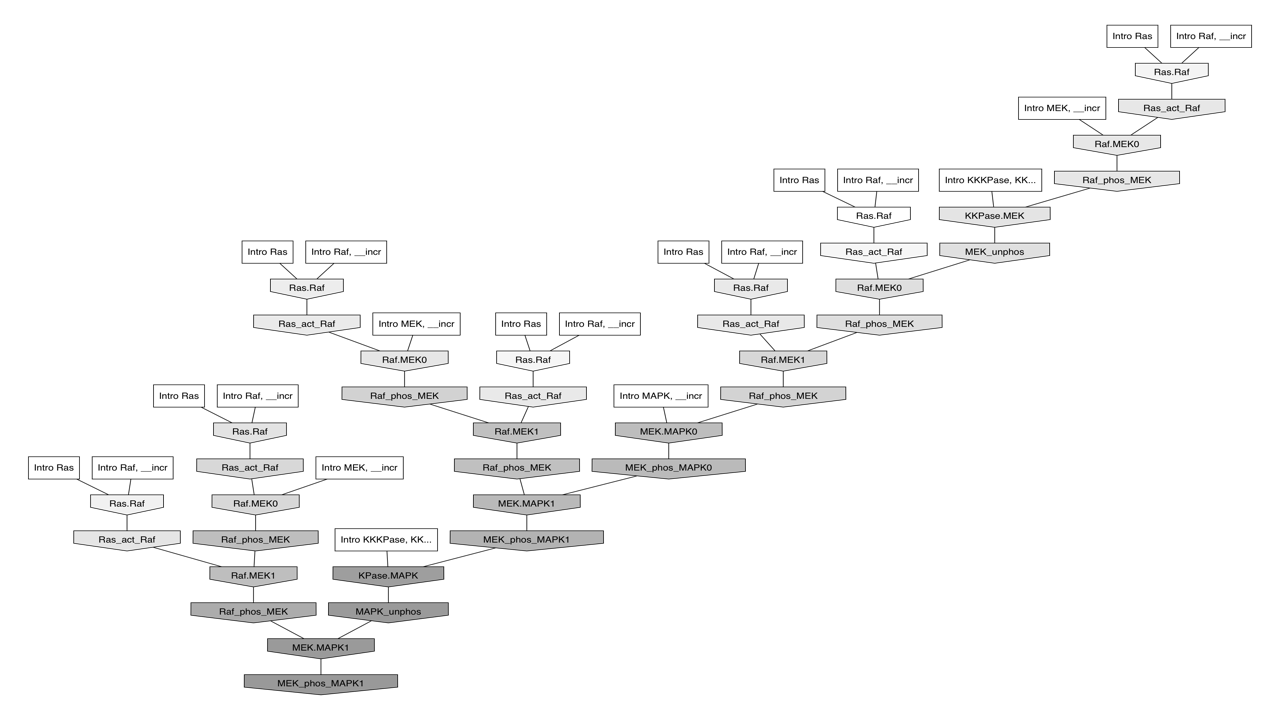 Intro Ras
Intro Raf, __incr
Ras.Raf
Intro MEK, __incr
Ras_act_Raf
Raf.MEK0
Intro Ras
Intro Raf, __incr
Intro KKKPase, KK...
Raf_phos_MEK
Ras.Raf
KKPase.MEK
Intro Ras
Intro Raf, __incr
Intro Ras
Intro Raf, __incr
Ras_act_Raf
MEK_unphos
Ras.Raf
Ras.Raf
Raf.MEK0
Ras_act_Raf
Intro MEK, __incr
Intro Ras
Intro Raf, __incr
Ras_act_Raf
Raf_phos_MEK
Raf.MEK0
Ras.Raf
Raf.MEK1
Intro Ras
Intro Raf, __incr
Raf_phos_MEK
Ras_act_Raf
Intro MAPK, __incr
Raf_phos_MEK
Ras.Raf
Raf.MEK1
MEK.MAPK0
Intro Ras
Intro Raf, __incr
Ras_act_Raf
Intro MEK, __incr
Raf_phos_MEK
MEK_phos_MAPK0
Ras.Raf
Raf.MEK0
MEK.MAPK1
Ras_act_Raf
Raf_phos_MEK
Intro KKKPase, KK...
MEK_phos_MAPK1
Raf.MEK1
KPase.MAPK
Raf_phos_MEK
MAPK_unphos
MEK.MAPK1
MEK_phos_MAPK1